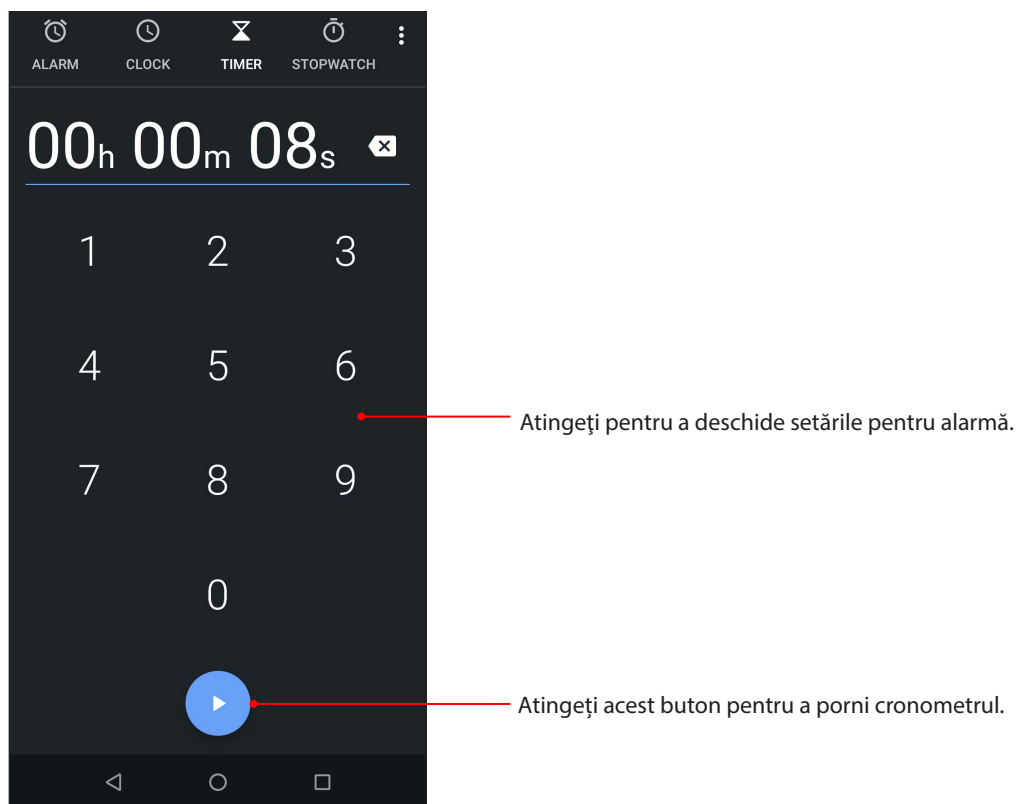 ALARM CLOCK TIMER STOPWATCH
00h 00m 08s
1 2 3
4 5 6
Atingeţi pentru a deschide setările pentru alarmă.
7 8 9
0
Atingeți acest buton pentru a porni cronometrul.